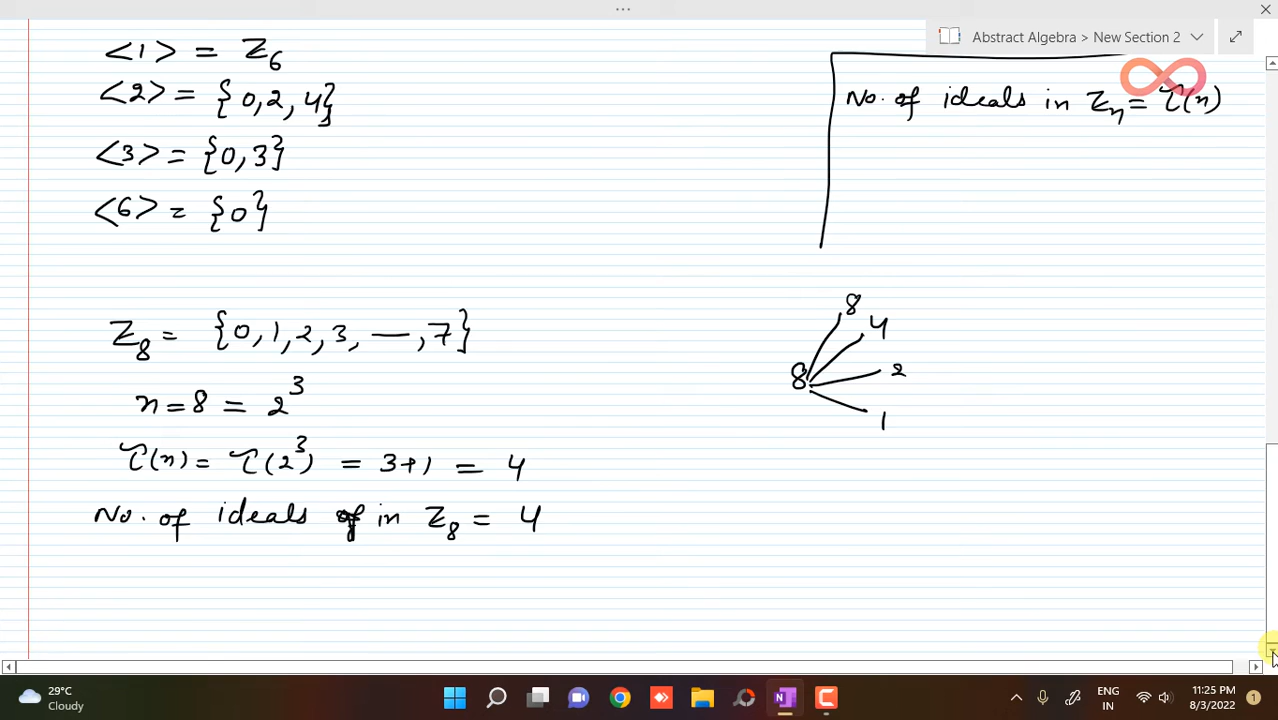 Abstract Algebra > New Section 2
<1> = Z₆
<2> = {0,2,4}
<3> = {0,3}
<6> = {0}
No. of ideals in Zₙ = τ(n)
Z₈ = {0,1,2,3, —,7}
n=8 = 2³
τ(n) = τ(2³) = 3+1 = 4
No. of ideals in Z₈ = 4
8
4
8
2
1
29°C
Cloudy
ENG
IN
11:25 PM
8/3/2022
1